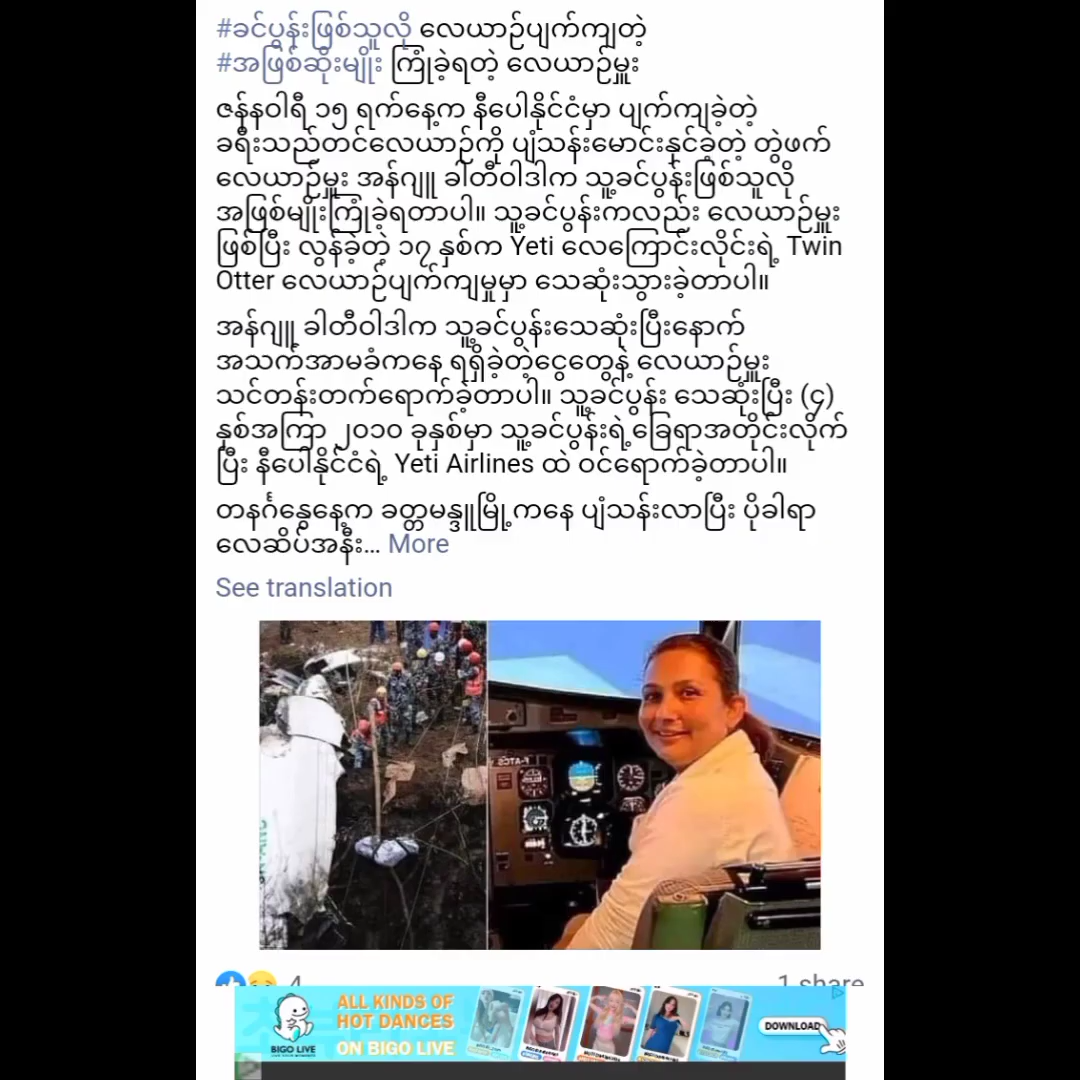 #ခင်ပွန်းဖြစ်သူလို လေယာဉ်ပျက်ကျတဲ့
#အဖြစ်ဆိုးမျိုး ကြုံခဲ့ရတဲ့ လေယာဉ်မှူး
ဇန်နဝါရီ ၁၅ ရက်နေ့က နီပေါနိုင်ငံမှာ ပျက်ကျခဲ့တဲ့
ခရီးသည်တင်လေယာဉ်ကို ပျံသန်းမောင်းနှင်ခဲ့တဲ့ တွဲဖက်
လေယာဉ်မှူး အန်ဂျူ ခါတီဝါဒါက သူ့ခင်ပွန်းဖြစ်သူလို
အဖြစ်မျိုးကြုံခဲ့ရတာပါ။ သူ့ခင်ပွန်းကလည်း လေယာဉ်မှူး
ဖြစ်ပြီး လွန်ခဲ့တဲ့ ၁၇ နှစ်က Yeti လေကြောင်းလိုင်းရဲ့ Twin
Otter လေယာဉ်ပျက်ကျမှုမှာ သေဆုံးသွားခဲ့တာပါ။
အန်ဂျူ ခါတီဝါဒါက သူ့ခင်ပွန်းသေဆုံးပြီးနောက်
အသက်အာမခံကနေ ရရှိခဲ့တဲ့ငွေတွေနဲ့ လေယာဉ်မှူး
သင်တန်းတက်ရောက်ခဲ့တာပါ။ သူ့ခင်ပွန်း သေဆုံးပြီး (၄)
နှစ်အကြာ ၂၀၁၀ ခုနှစ်မှာ သူ့ခင်ပွန်းရဲ့ခြေရာအတိုင်းလိုက်
ပြီး နီပေါနိုင်ငံရဲ့ Yeti Airlines ထဲ ဝင်ရောက်ခဲ့တာပါ။
တနင်္ဂနွေနေ့က ခတ္တမန္ဒူမြို့ကနေ ပျံသန်းလာပြီး ပိုခါရာ
လေဆိပ်အနီး... More
See translation
4 1 share
ALL KINDS OF
HOT DANCES
ON BIGO LIVE
BIGO LIVE
DOWNLOAD